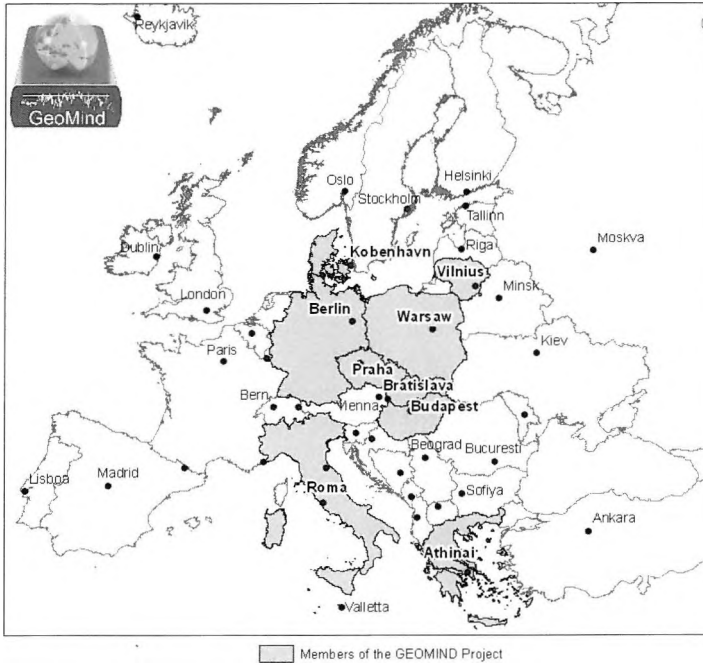 Reykjavik
GeoMind
Oslo
Helsinki
Stockholm
Tallinn
Riga
Moskva
Dublin
Kobenhavn
Vilnius
Minsk
London
Berlin
Warsaw
Paris
Kiev
Praha
Bratislava
Bern
Vienna
Budapest
Beograd
Bucuresti
Lisboa
Madrid
Roma
Sofiya
Ankara
Athinai
Valletta
Members of the GEOMIND Project